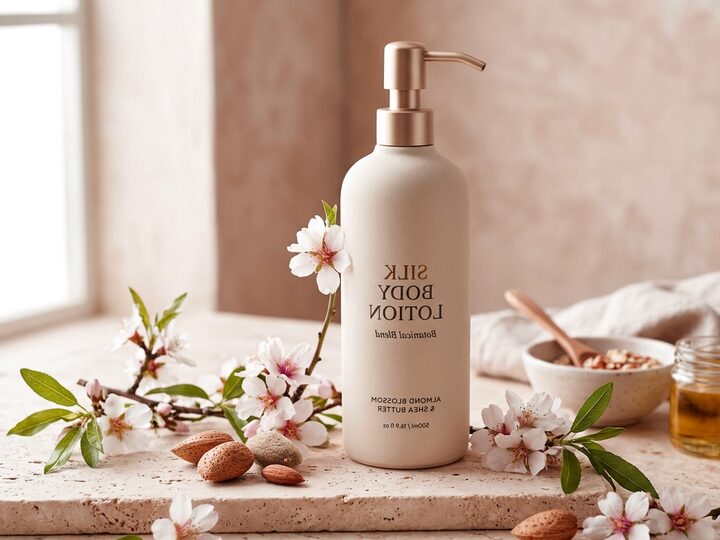 SILK
BODY
LOTION
Botanical Blend
ALMOND BLOSSOM
& SHEA BUTTER
500ml / 16.9 fl oz